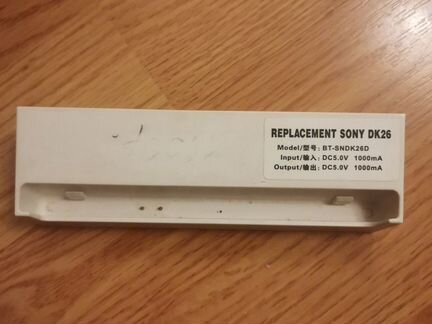 REPLACEMENT SONY DK26
Model/型号: BT-SNDK26D
Input/输入: DC5.0V 1000mA
Output/输出: DC5.0V 1000mA